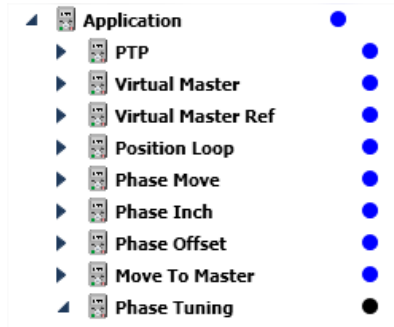 Application
PTP
Virtual Master
Virtual Master Ref
Position Loop
Phase Move
Phase Inch
Phase Offset
Move To Master
Phase Tuning